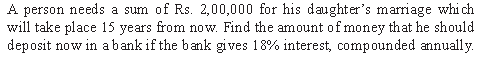 A person needs a sum of Rs. 2,00,000 for his daughter's marriage which
will take place 15 years from now. Find the amount of money that he should
deposit now in a bank if the bank gives 18% interest, compounded annually.